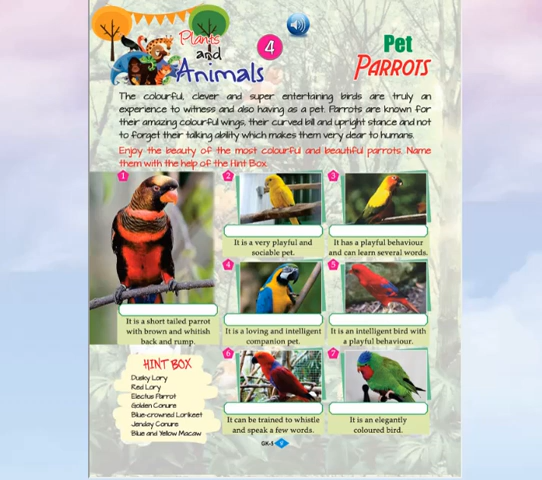 Plants
and
Animals
4
Pet
PARROTS
The colourful, clever and super entertaining birds are truly an
experience to witness and also having as a pet. Parrots are known for
their amazing colourful wings, their curved bill and upright stance and not
to forget their talking ability which makes them very dear to humans.
Enjoy the beauty of the most colourful and beautiful parrots. Name
them with the help of the Hint Box.
1
2
3
It is a very playful and
sociable pet.
It has a playful behaviour
and can learn several words.
4
5
It is a short tailed parrot
with brown and whitish
back and rump.
It is a loving and intelligent
companion pet.
It is an intelligent bird with
a playful behaviour.
HINT BOX
Dusky Lory
Red Lory
Electus Parrot
Golden Conure
Blue-crowned Lorikeet
Jenday Conure
Blue and Yellow Macaw
6
7
It can be trained to whistle
and speak a few words.
It is an elegantly
coloured bird.